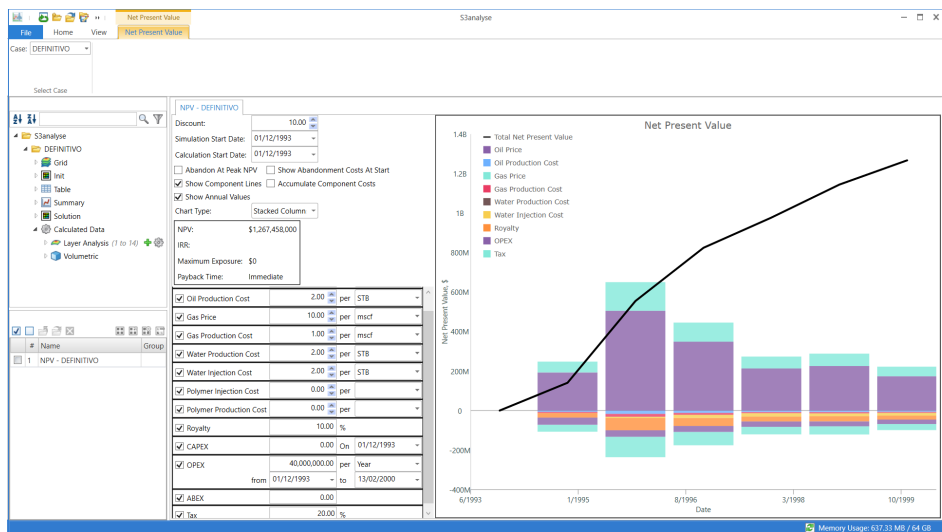 Net Present Value
S3analyse
File Home View Net Present Value
Case: DEFINITIVO
Select Case
S3analyse
DEFINITIVO
Grid
Init
Table
Summary
Solution
Calculated Data
Layer Analysis (1 to 14)
Volumetric
# Name Group
1 NPV - DEFINITIVO
NPV - DEFINITIVO
Discount: 10.00
Simulation Start Date: 01/12/1993
Calculation Start Date: 01/12/1993
Abandon At Peak NPV Show Abandonment Costs At Start
Show Component Lines Accumulate Component Costs
Show Annual Values
Chart Type: Stacked Column
NPV: $1,267,458,000
IRR:
Maximum Exposure: $0
Payback Time: Immediate
Oil Production Cost 2.00 per STB
Gas Price 10.00 per mscf
Gas Production Cost 1.00 per mscf
Water Production Cost 2.00 per STB
Water Injection Cost 2.00 per STB
Polymer Injection Cost 0.00 per
Polymer Production Cost 0.00 per
Royalty 10.00 %
CAPEX 0.00 On 01/12/1993
OPEX 40,000,000.00 per Year
from 01/12/1993 to 13/02/2000
ABEX 0.00
Tax 20.00 %
Net Present Value
Total Net Present Value
Oil Price
Oil Production Cost
Gas Price
Gas Production Cost
Water Production Cost
Water Injection Cost
Royalty
OPEX
Tax
Net Present Value, $
1.4B
1.2B
1B
800M
600M
400M
200M
0
-200M
-400M
6/1993 1/1995 8/1996 3/1998 10/1999
Date
Memory Usage: 637.33 MB / 64 GB